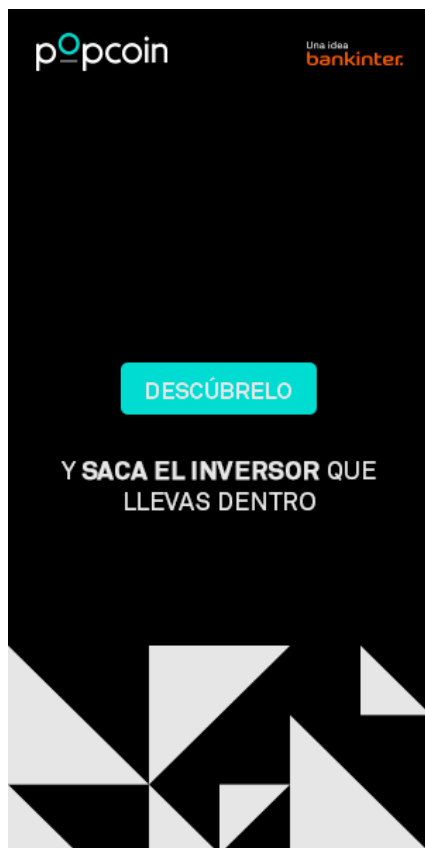 popcoin
Una idea
bankinter.
DESCÚBRELO
Y SACA EL INVERSOR QUE
LLEVAS DENTRO